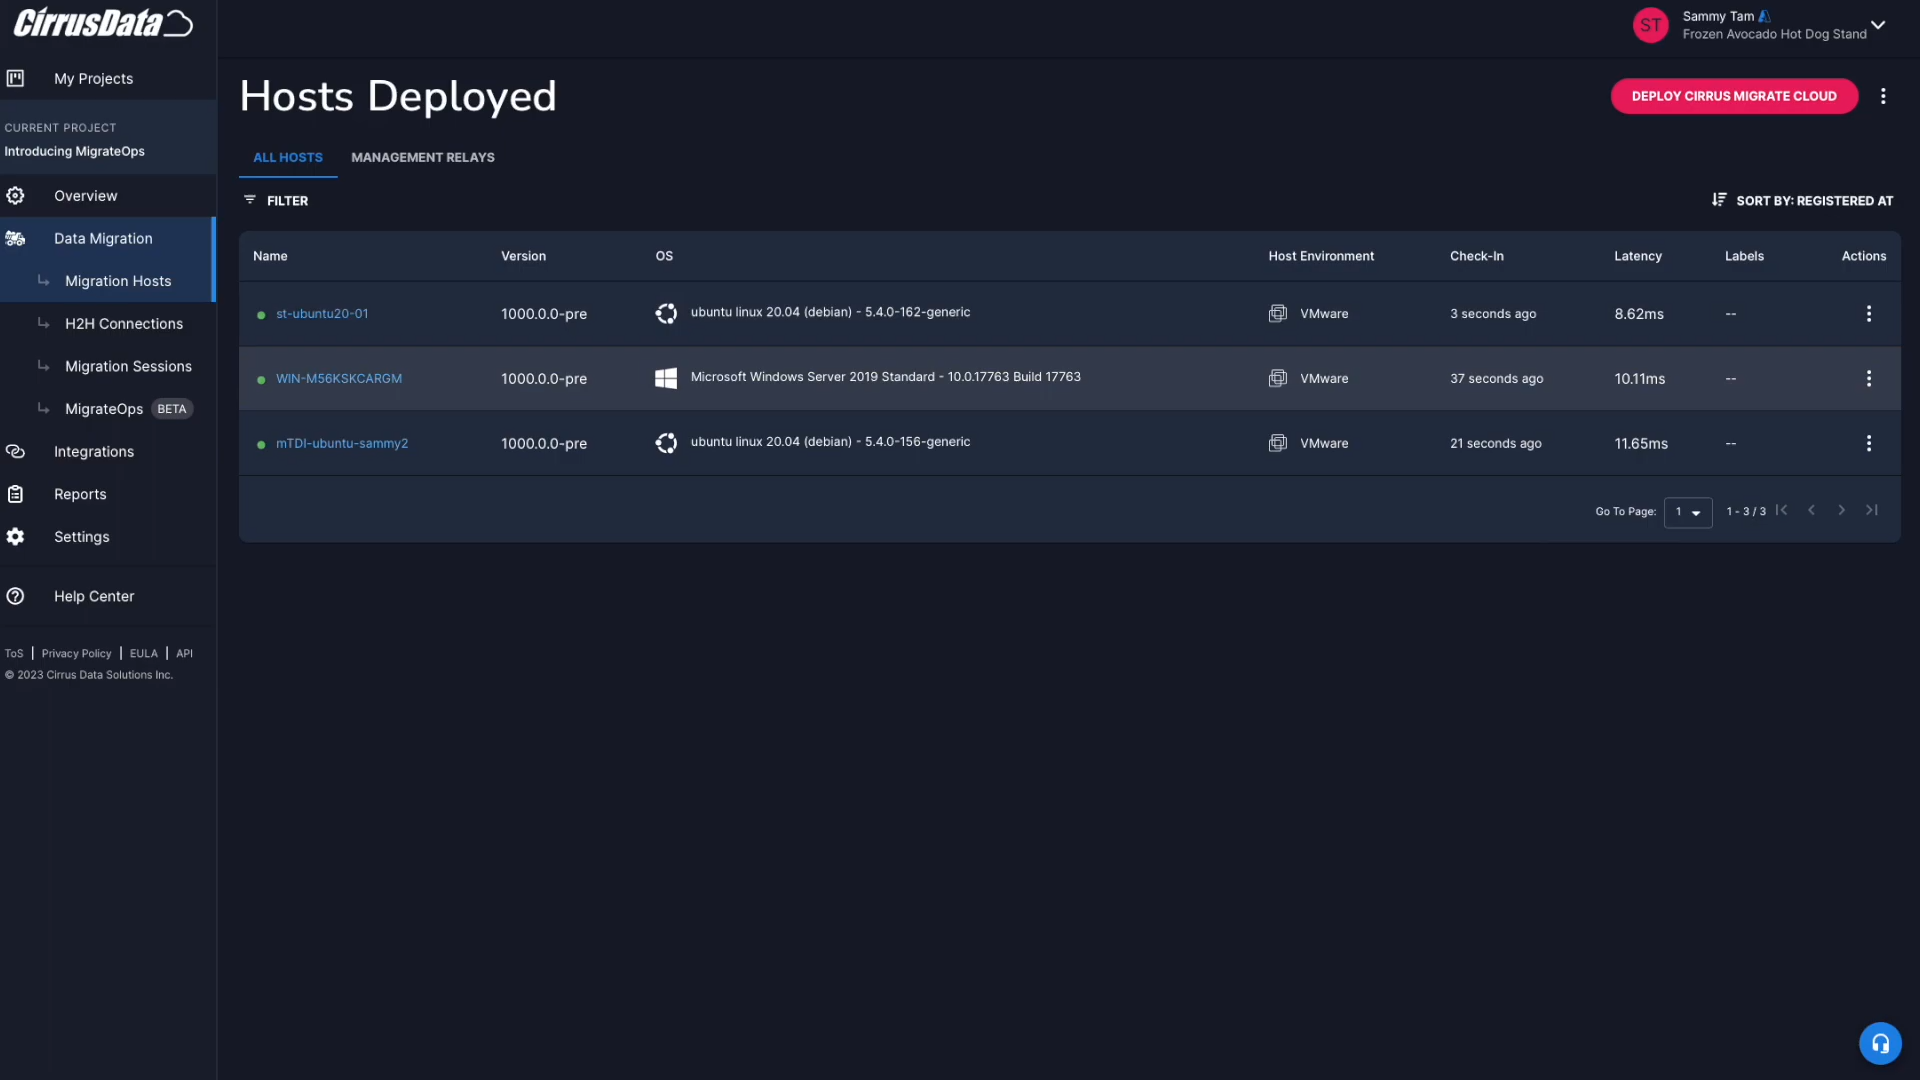 CirrusData
ST
Sammy Tam
Frozen Avocado Hot Dog Stand
My Projects
CURRENT PROJECT
Introducing MigrateOps
Overview
Data Migration
Migration Hosts
H2H Connections
Migration Sessions
MigrateOps BETA
Integrations
Reports
Settings
Help Center
ToS | Privacy Policy | EULA | API
© 2023 Cirrus Data Solutions Inc.
Hosts Deployed
DEPLOY CIRRUS MIGRATE CLOUD
ALL HOSTS MANAGEMENT RELAYS
FILTER
SORT BY: REGISTERED AT
Name Version OS Host Environment Check-In Latency Labels Actions
st-ubuntu20-01 1000.0.0-pre ubuntu linux 20.04 (debian) - 5.4.0-162-generic VMware 3 seconds ago 8.62ms --
WIN-M56KSKCARGM 1000.0.0-pre Microsoft Windows Server 2019 Standard - 10.0.17763 Build 17763 VMware 37 seconds ago 10.11ms --
mTDI-ubuntu-sammy2 1000.0.0-pre ubuntu linux 20.04 (debian) - 5.4.0-156-generic VMware 21 seconds ago 11.65ms --
Go To Page: 1 1 - 3 / 3